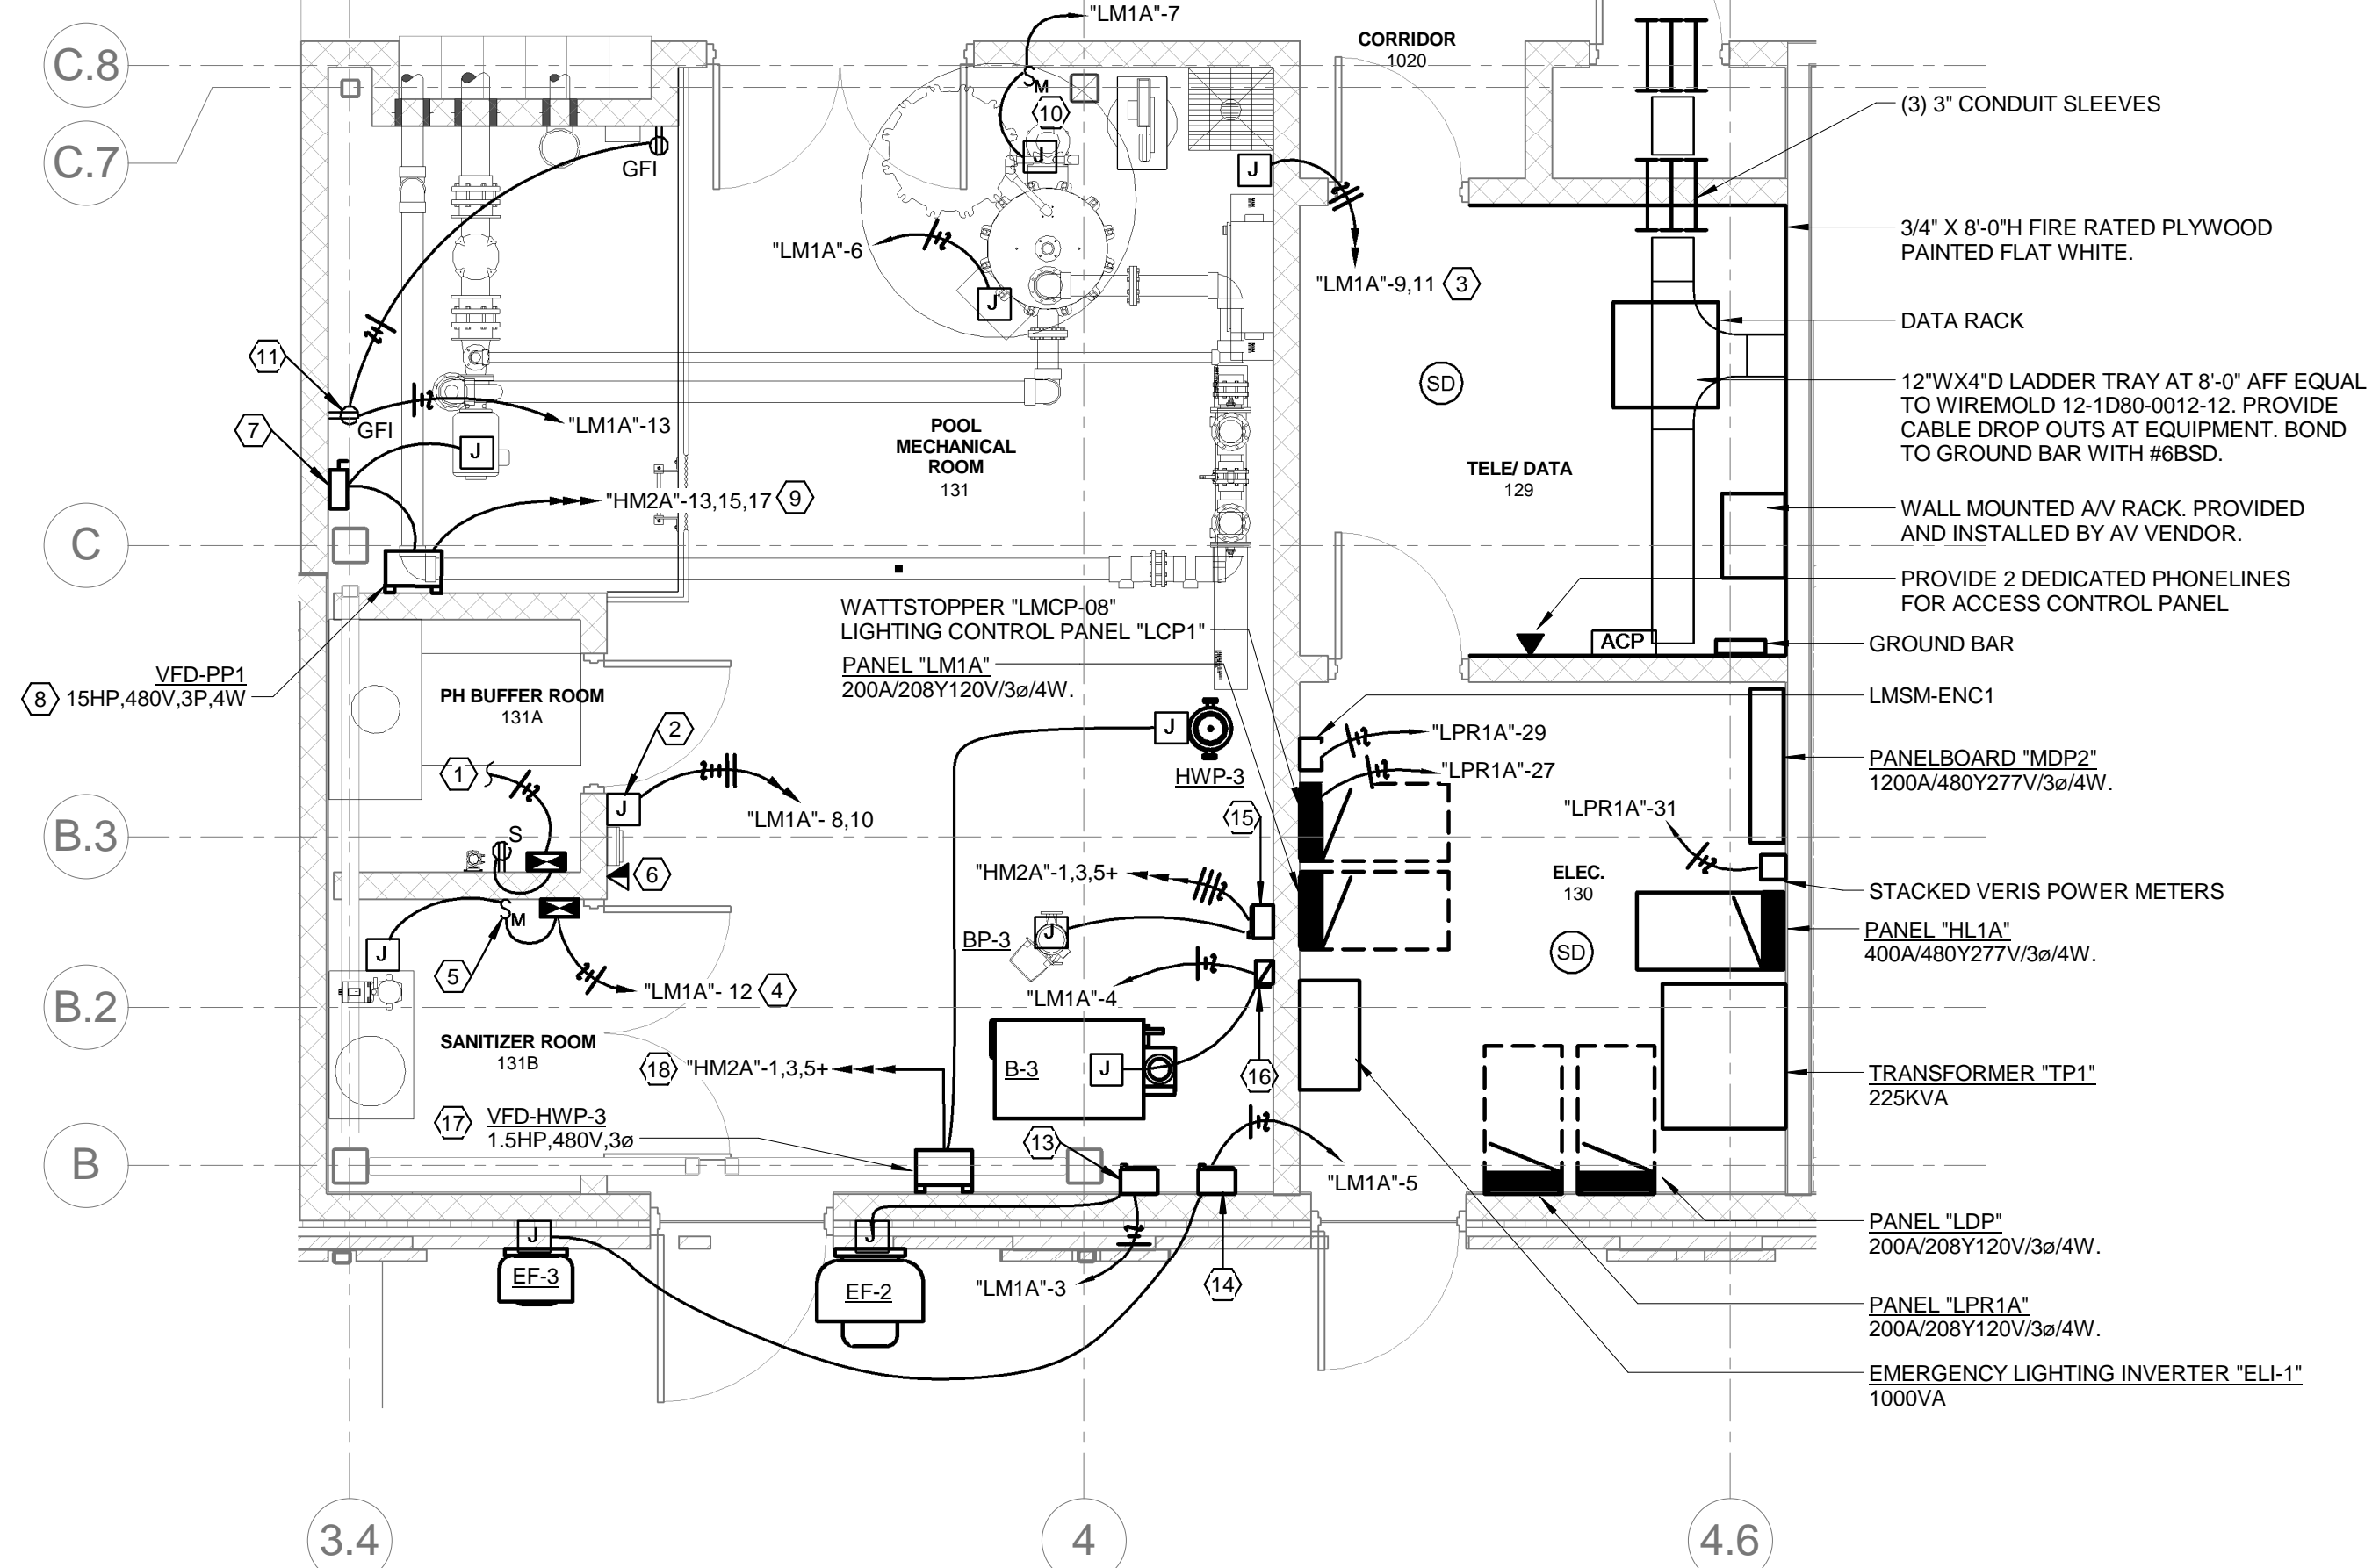 "LM1A"-7
C.8
CORRIDOR
1020
S
M
10
(3) 3" CONDUIT SLEEVES
C.7
J
GFI
J
3/4" X 8'-0"H FIRE RATED PLYWOOD
PAINTED FLAT WHITE.
"LM1A"-6
"LM1A"-9,11
3
J
DATA RACK
11
SD
12"WX4"D LADDER TRAY AT 8'-0" AFF EQUAL
TO WIREMOLD 12-1D80-0012-12. PROVIDE
CABLE DROP OUTS AT EQUIPMENT. BOND
TO GROUND BAR WITH #6BSD.
7
GFI
"LM1A"-13
J
POOL
MECHANICAL
ROOM
131
TELE/ DATA
129
"HM2A"-13,15,17
9
WALL MOUNTED A/V RACK. PROVIDED
AND INSTALLED BY AV VENDOR.
C
PROVIDE 2 DEDICATED PHONELINES
FOR ACCESS CONTROL PANEL
WATTSTOPPER "LMCP-08"
LIGHTING CONTROL PANEL "LCP1"
ACP
GROUND BAR
PANEL "LM1A"
200A/208Y120V/3ø/4W.
VFD-PP1
8
15HP,480V,3P,4W
PH BUFFER ROOM
131A
LMSM-ENC1
2
J
"LPR1A"-29
HWP-3
1
"LPR1A"-27
PANELBOARD "MDP2"
1200A/480Y277V/3ø/4W.
J
"LM1A"- 8,10
"LPR1A"-31
15
B.3
S
6
"HM2A"-1,3,5+
ELEC.
130
STACKED VERIS POWER METERS
S
M
J
BP-3
J
SD
PANEL "HL1A"
400A/480Y277V/3ø/4W.
5
"LM1A"- 12
4
"LM1A"-4
B.2
SANITIZER ROOM
131B
18
"HM2A"-1,3,5+
B-3
J
16
TRANSFORMER "TP1"
225KVA
17
VFD-HWP-3
1.5HP,480V,3ø
13
B
"LM1A"-5
J
J
PANEL "LDP"
200A/208Y120V/3ø/4W.
EF-3
EF-2
"LM1A"-3
14
PANEL "LPR1A"
200A/208Y120V/3ø/4W.
EMERGENCY LIGHTING INVERTER "ELI-1"
1000VA
3.4
4
4.6